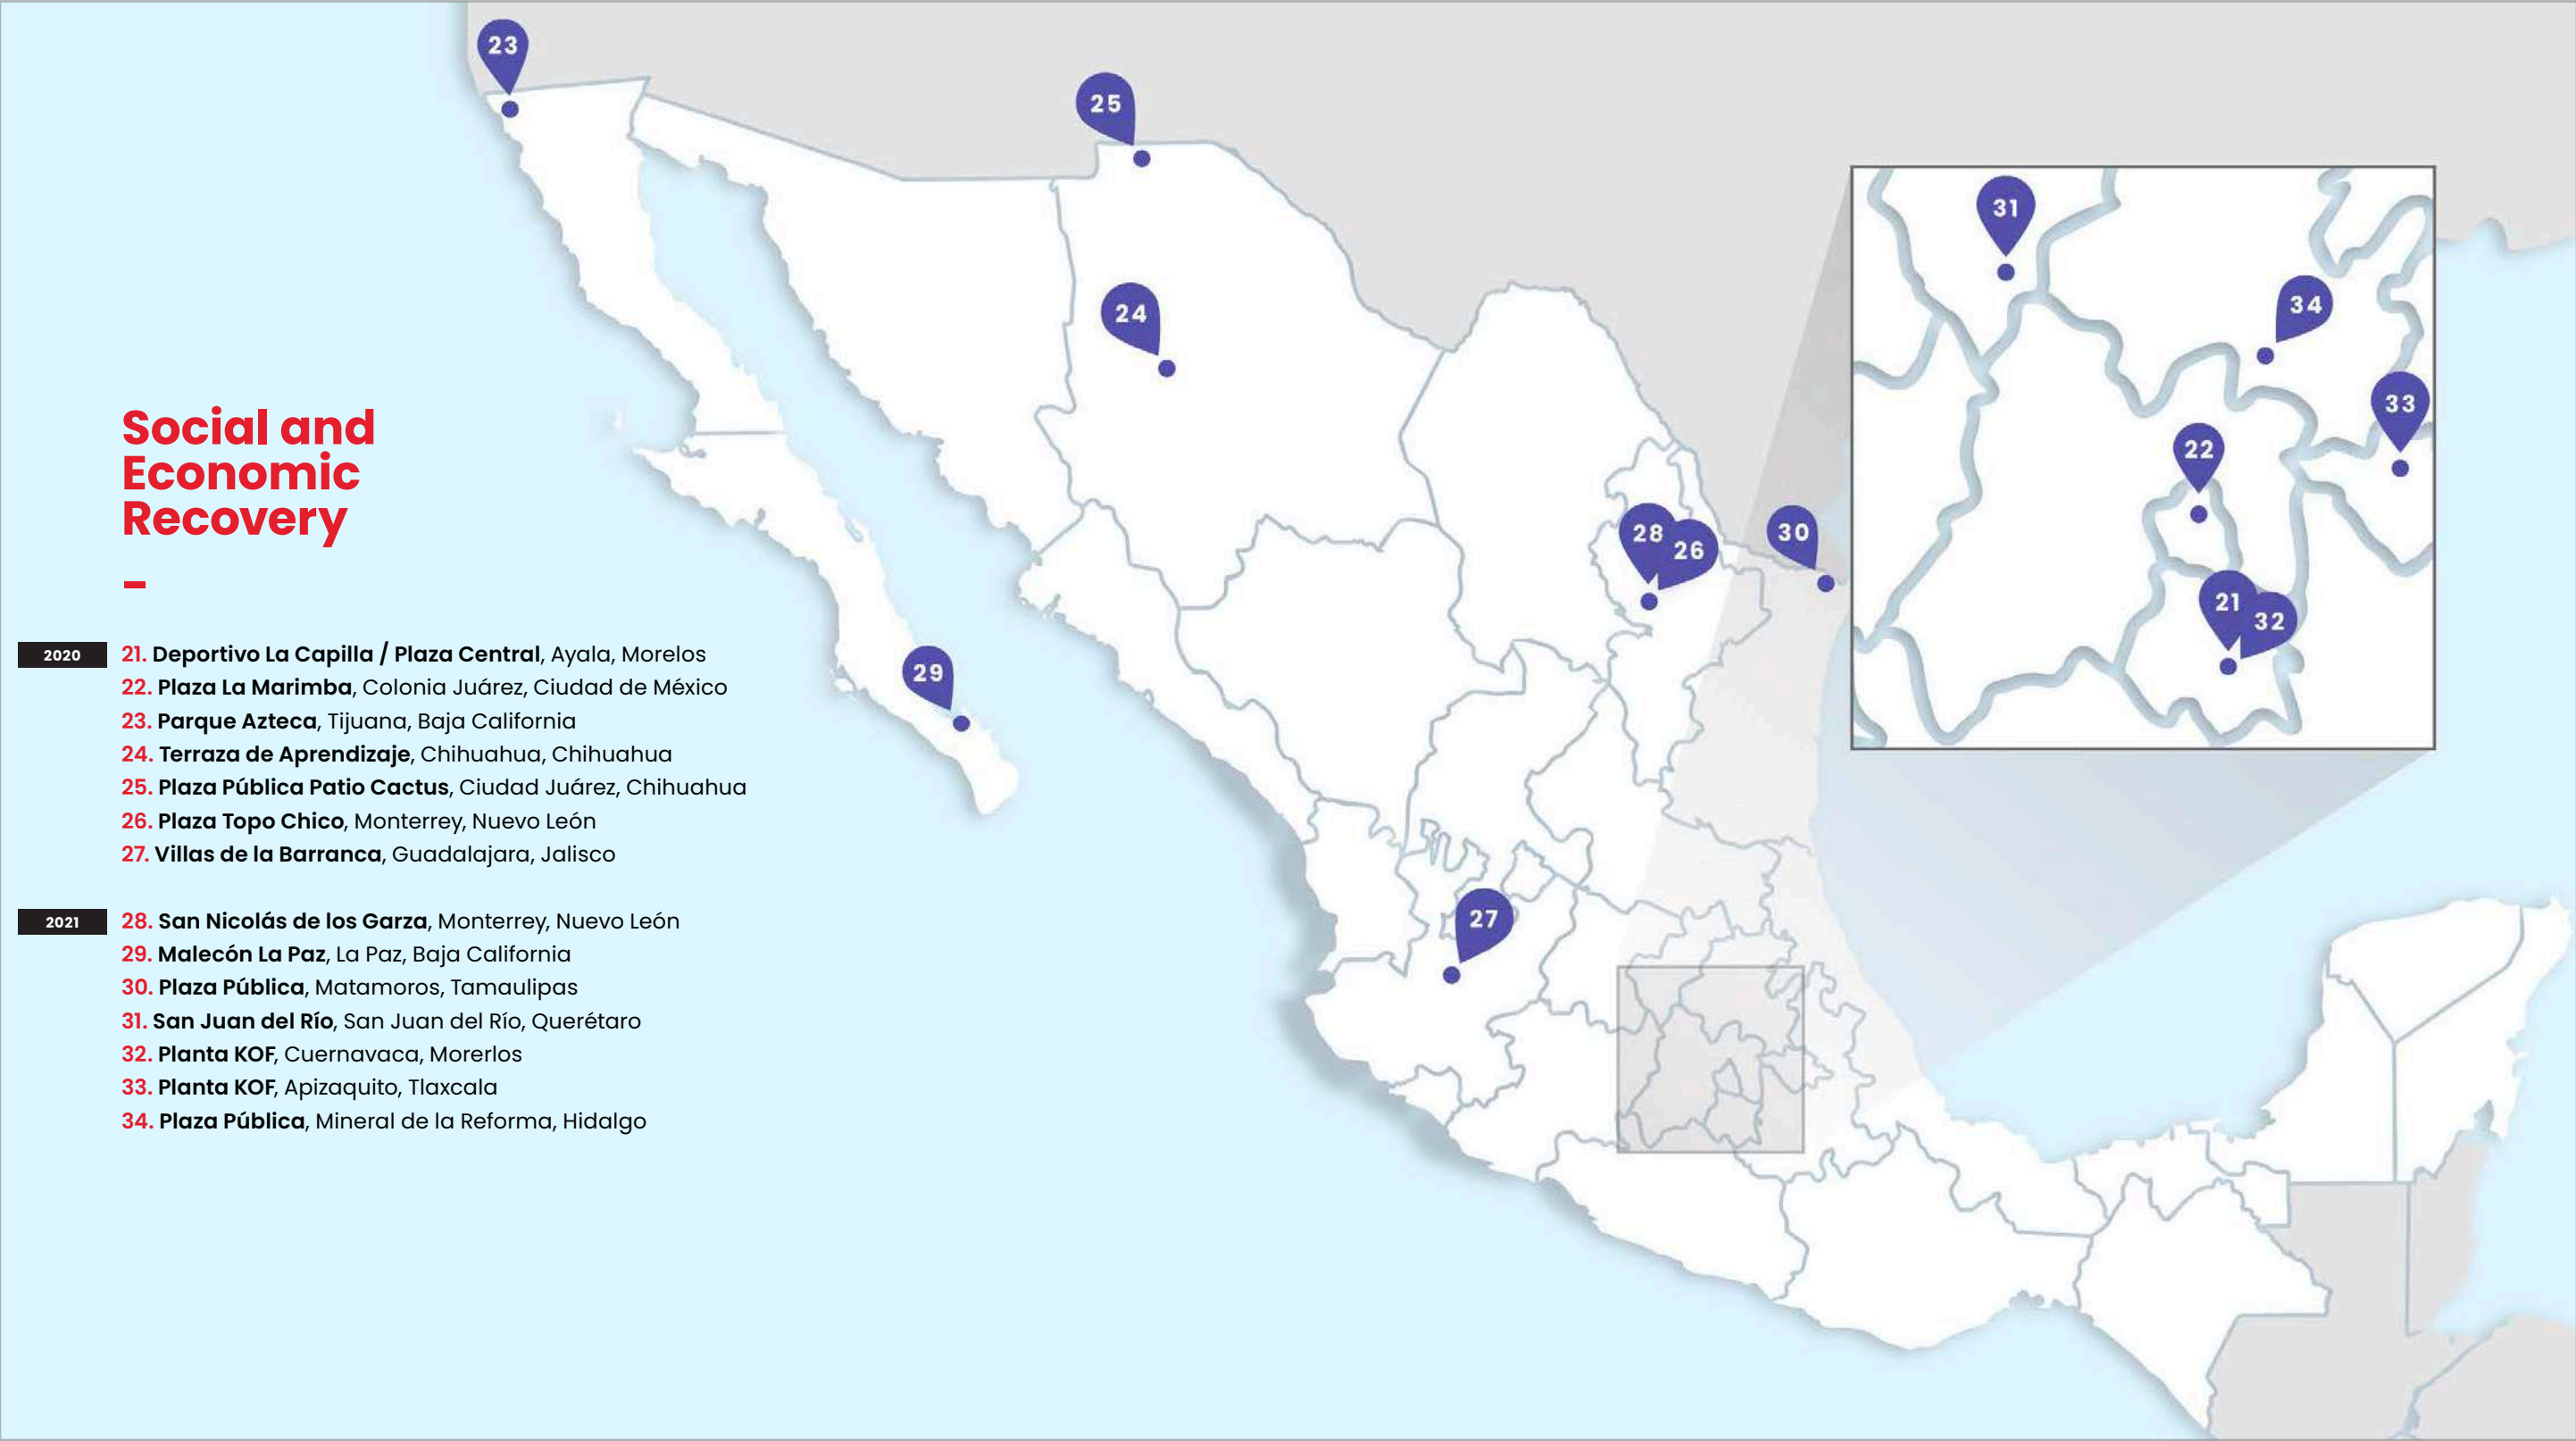 Social and
Economic
Recovery
–
2020
21. Deportivo La Capilla / Plaza Central, Ayala, Morelos
22. Plaza La Marimba, Colonia Juárez, Ciudad de México
23. Parque Azteca, Tijuana, Baja California
24. Terraza de Aprendizaje, Chihuahua, Chihuahua
25. Plaza Pública Patio Cactus, Ciudad Juárez, Chihuahua
26. Plaza Topo Chico, Monterrey, Nuevo León
27. Villas de la Barranca, Guadalajara, Jalisco
2021
28. San Nicolás de los Garza, Monterrey, Nuevo León
29. Malecón La Paz, La Paz, Baja California
30. Plaza Pública, Matamoros, Tamaulipas
31. San Juan del Río, San Juan del Río, Querétaro
32. Planta KOF, Cuernavaca, Morerlos
33. Planta KOF, Apizaquito, Tlaxcala
34. Plaza Pública, Mineral de la Reforma, Hidalgo
23
25
24
29
28
26
30
27
31
34
33
22
21
32